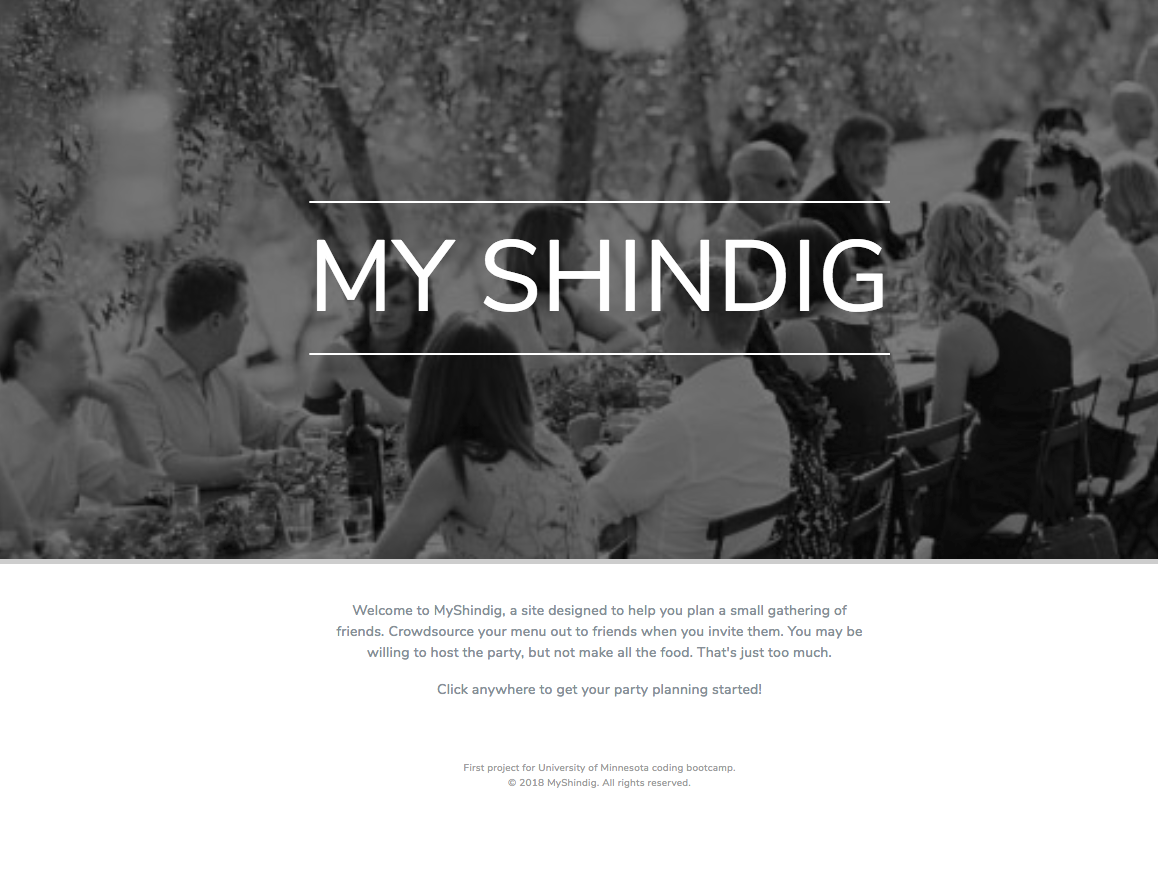 MY SHINDIG
Welcome to MyShindig, a site designed to help you plan a small gathering of
friends. Crowdsource your menu out to friends when you invite them. You may be
willing to host the party, but not make all the food. That's just too much.
Click anywhere to get your party planning started!
First project for University of Minnesota coding bootcamp.
© 2018 MyShindig. All rights reserved.